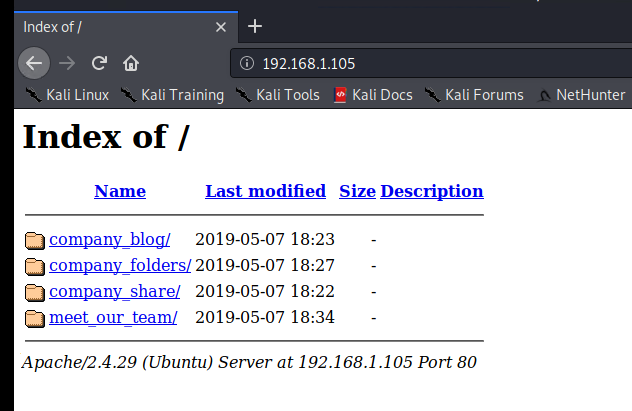 Index of /
192.168.1.105
Kali Linux Kali Training Kali Tools Kali Docs Kali Forums NetHunter
Index of /
Name Last modified Size Description
company_blog/ 2019-05-07 18:23 -
company_folders/ 2019-05-07 18:27 -
company_share/ 2019-05-07 18:22 -
meet_our_team/ 2019-05-07 18:34 -
Apache/2.4.29 (Ubuntu) Server at 192.168.1.105 Port 80